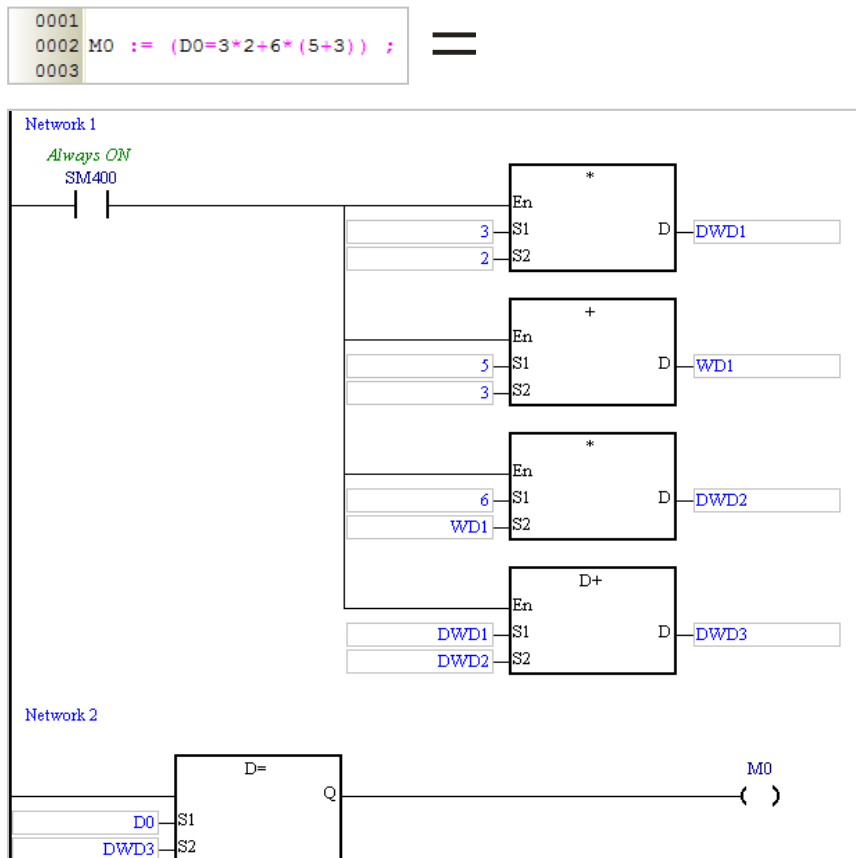 0001
0002 M0 := (D0=3*2+6*(5+3)) ;
0003
=
Network 1
Always ON
SM400
*
En
3 S1 D DWD1
2 S2
+
En
5 S1 D WD1
3 S2
*
En
6 S1 D DWD2
WD1 S2
D+
En
DWD1 S1 D DWD3
DWD2 S2
Network 2
D= M0
Q
D0 S1
DWD3 S2